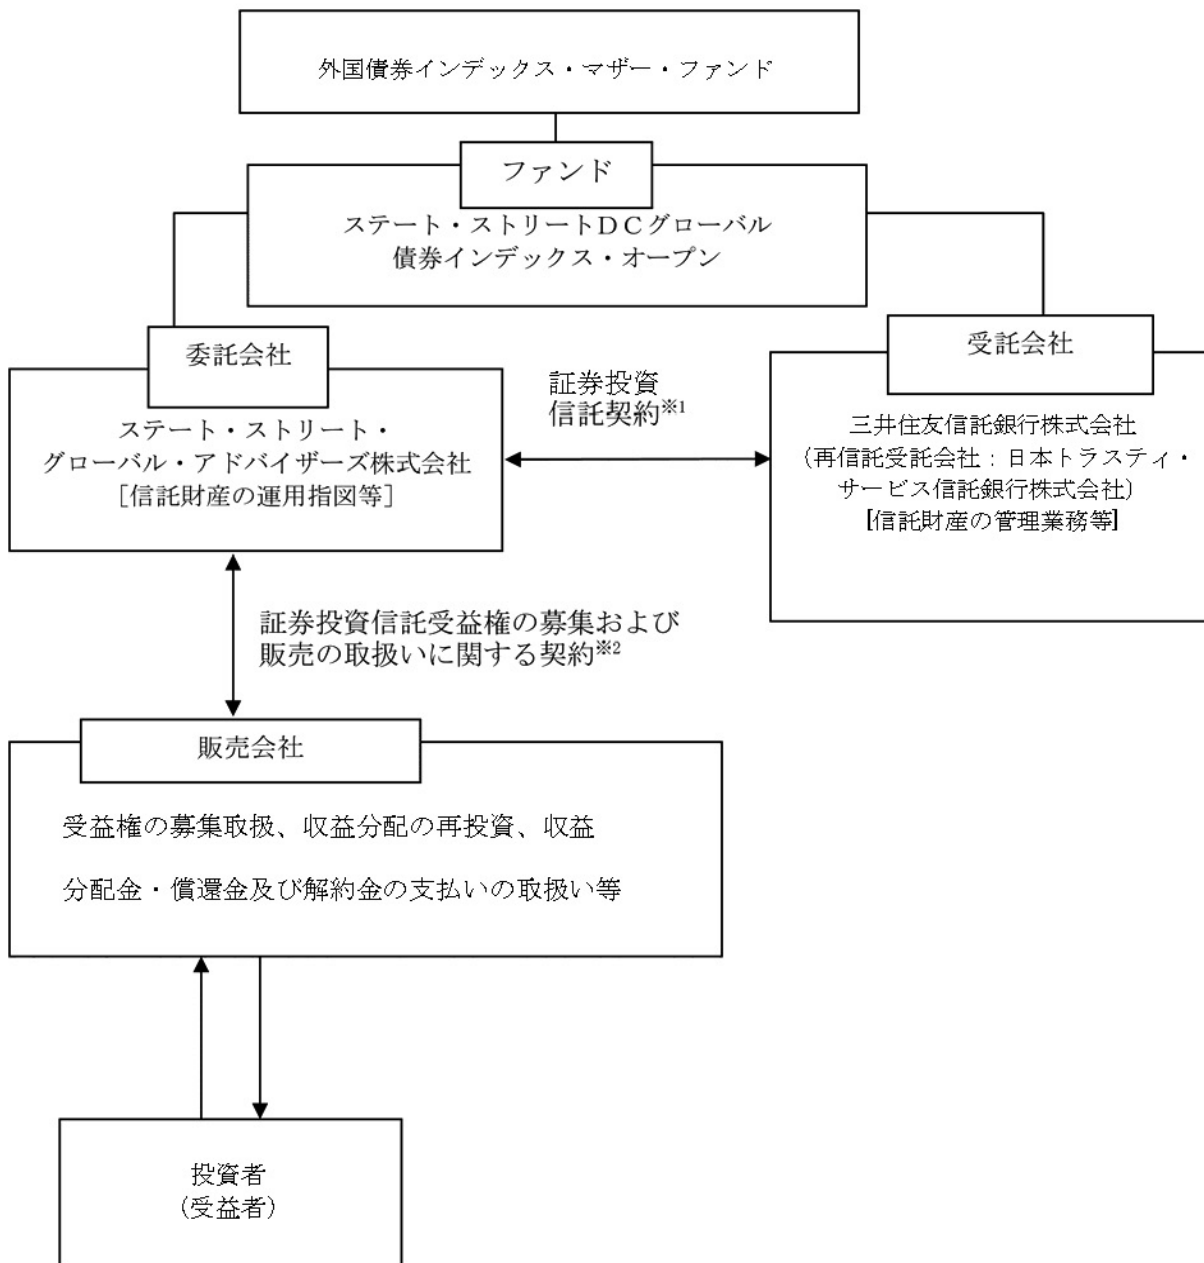 外国債券インデックス・マザー・ファンド
ファンド
ステート・ストリートＤＣグローバル
債券インデックス・オープン
委託会社
ステート・ストリート・
グローバル・アドバイザーズ株式会社
［信託財産の運用指図等］
証券投資
信託契約※1
受託会社
三井住友信託銀行株式会社
（再信託受託会社：日本トラスティ・
サービス信託銀行株式会社）
[信託財産の管理業務等]
証券投資信託受益権の募集および
販売の取扱いに関する契約※2
販売会社
受益権の募集取扱、収益分配の再投資、収益
分配金・償還金及び解約金の支払いの取扱い等
投資者
（受益者）